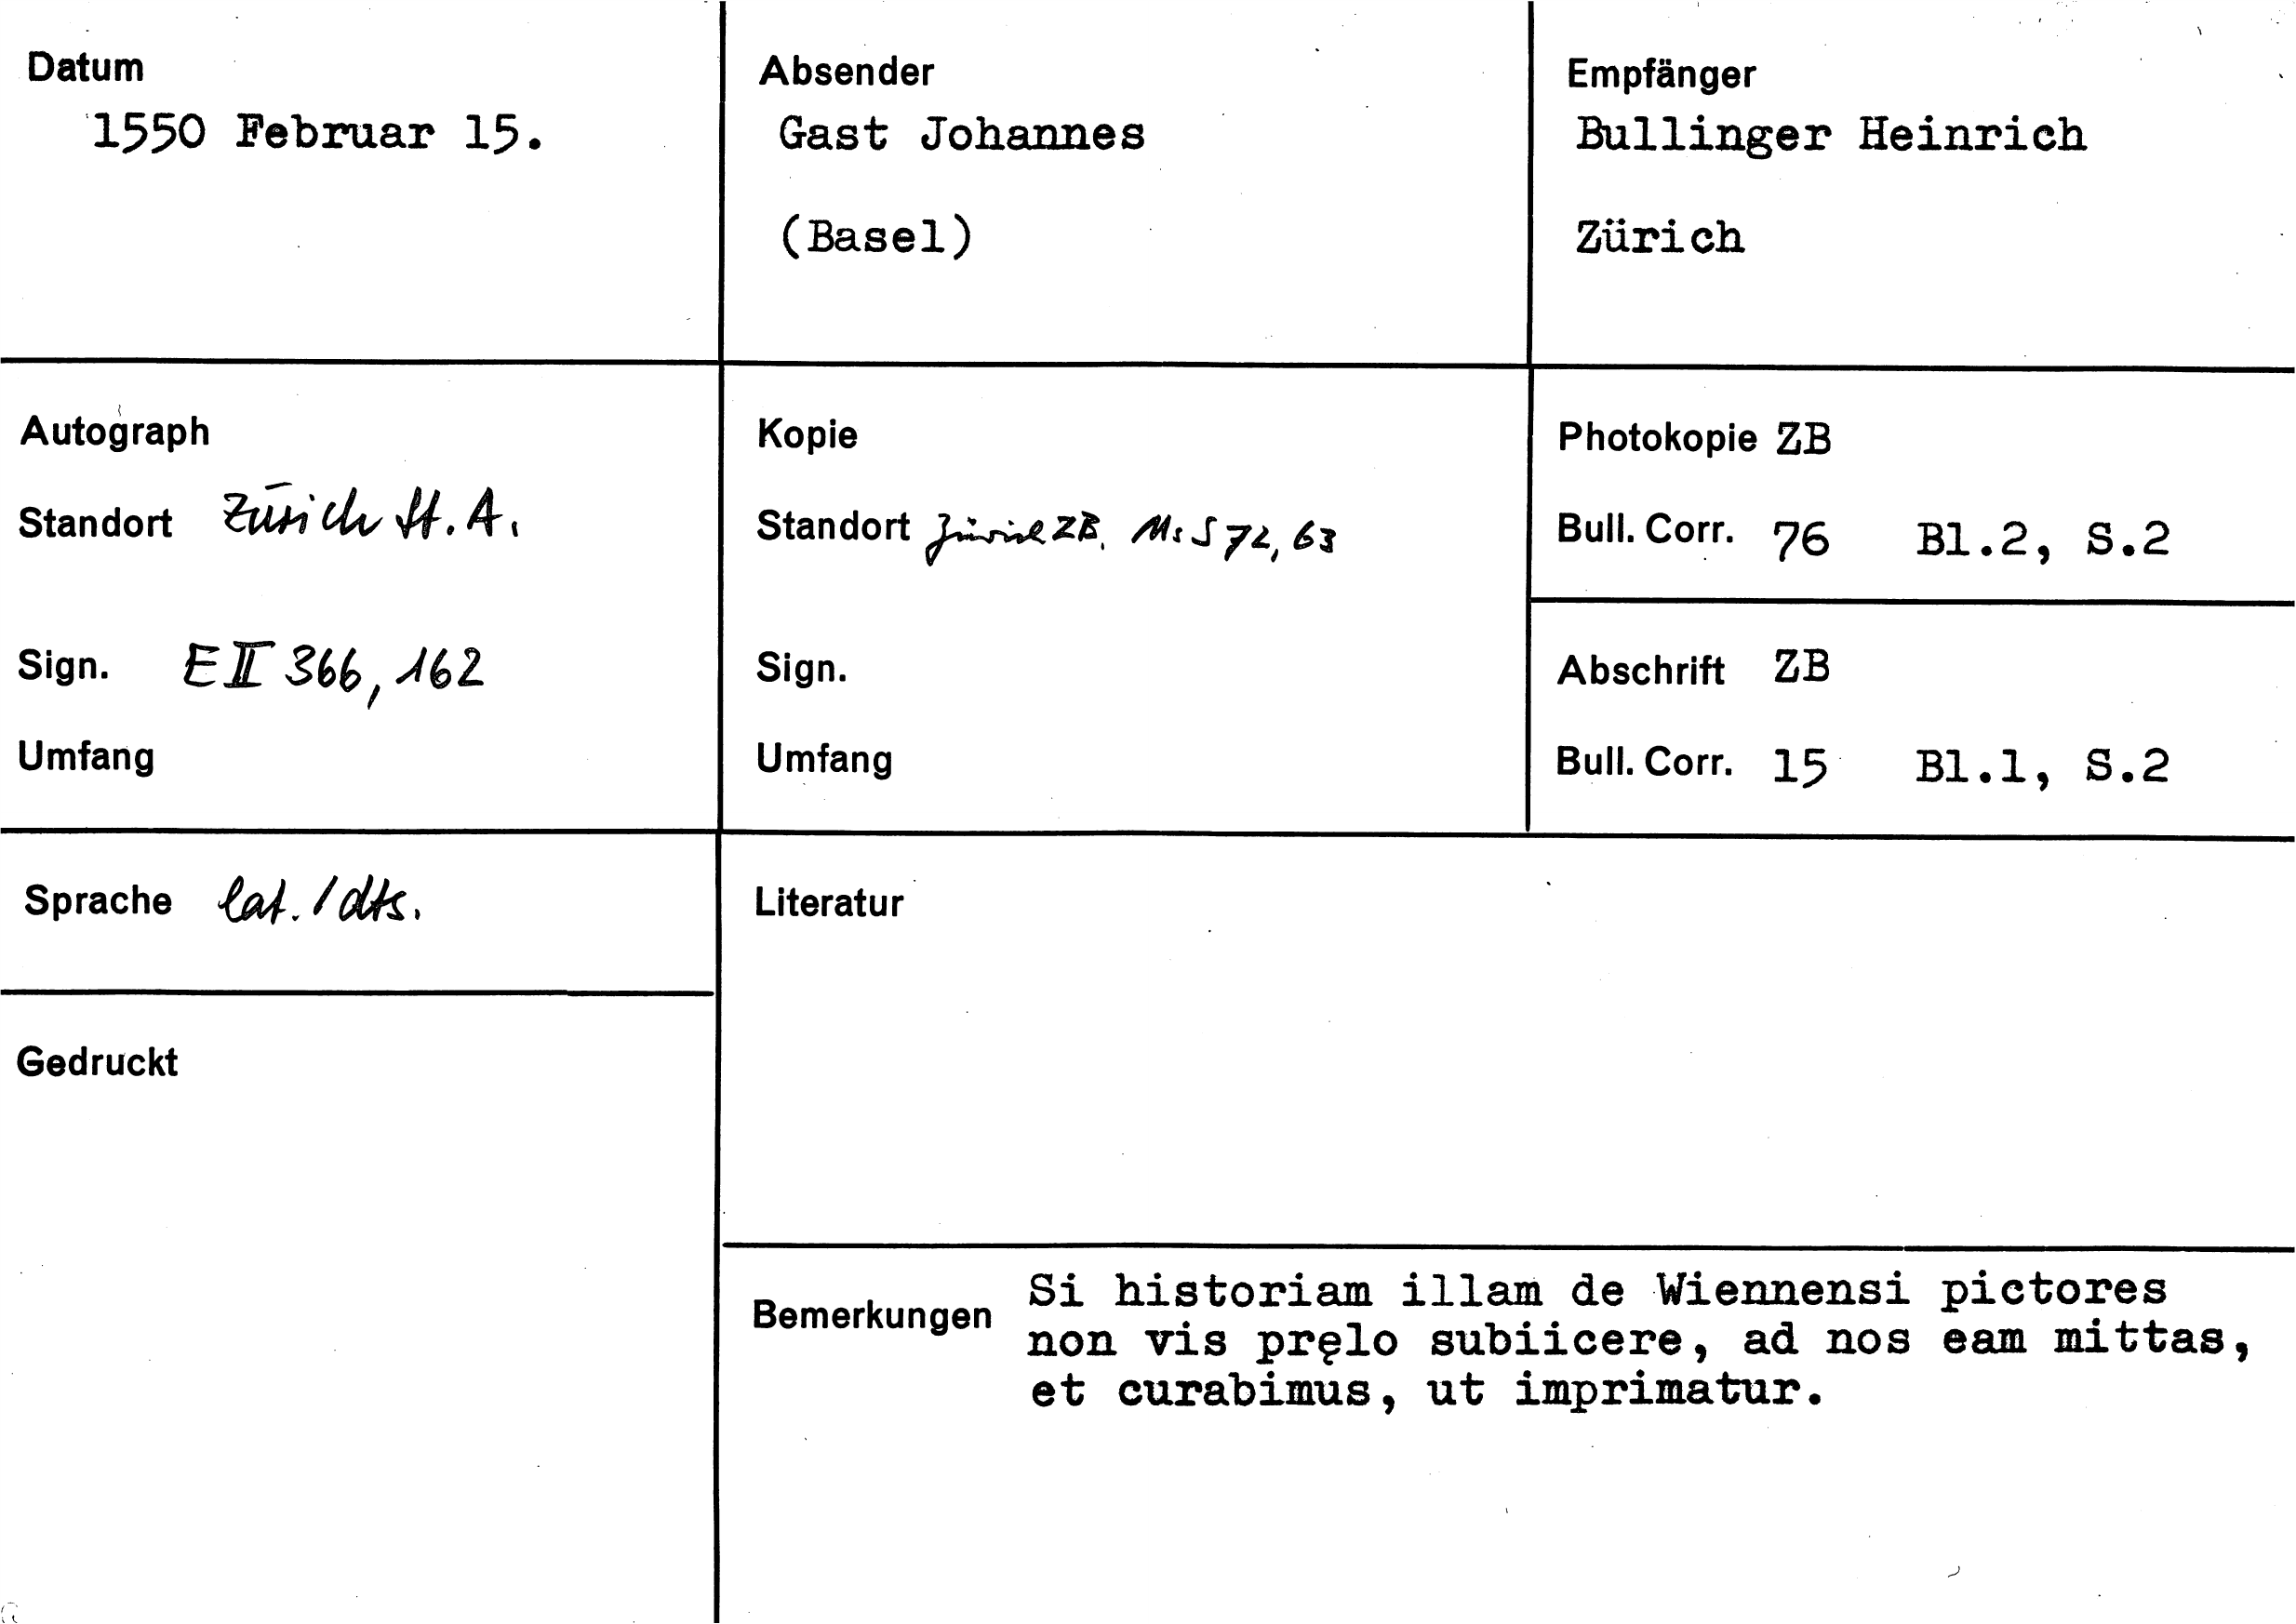 Datum
1550 Februar 15.
Absender
Gast Johannes
(Basel)
Empfänger
Bullinger Heinrich
Zürich
Autograph
Standort Zürich St.A.
Sign. E II 366, 162
Umfang
Kopie
Standort Zürich ZB, Ms S 72, 63
Sign.
Umfang
Photokopie ZB
Bull. Corr. 76 Bl.2, S.2
Abschrift ZB
Bull. Corr. 15 Bl.1, S.2
Sprache lat. / dts.
Gedruckt
Literatur
Bemerkungen Si historiam illam de Wiennensi pictores
non vis pręlo subiicere, ad nos eam mittas,
et curabimus, ut imprimatur.